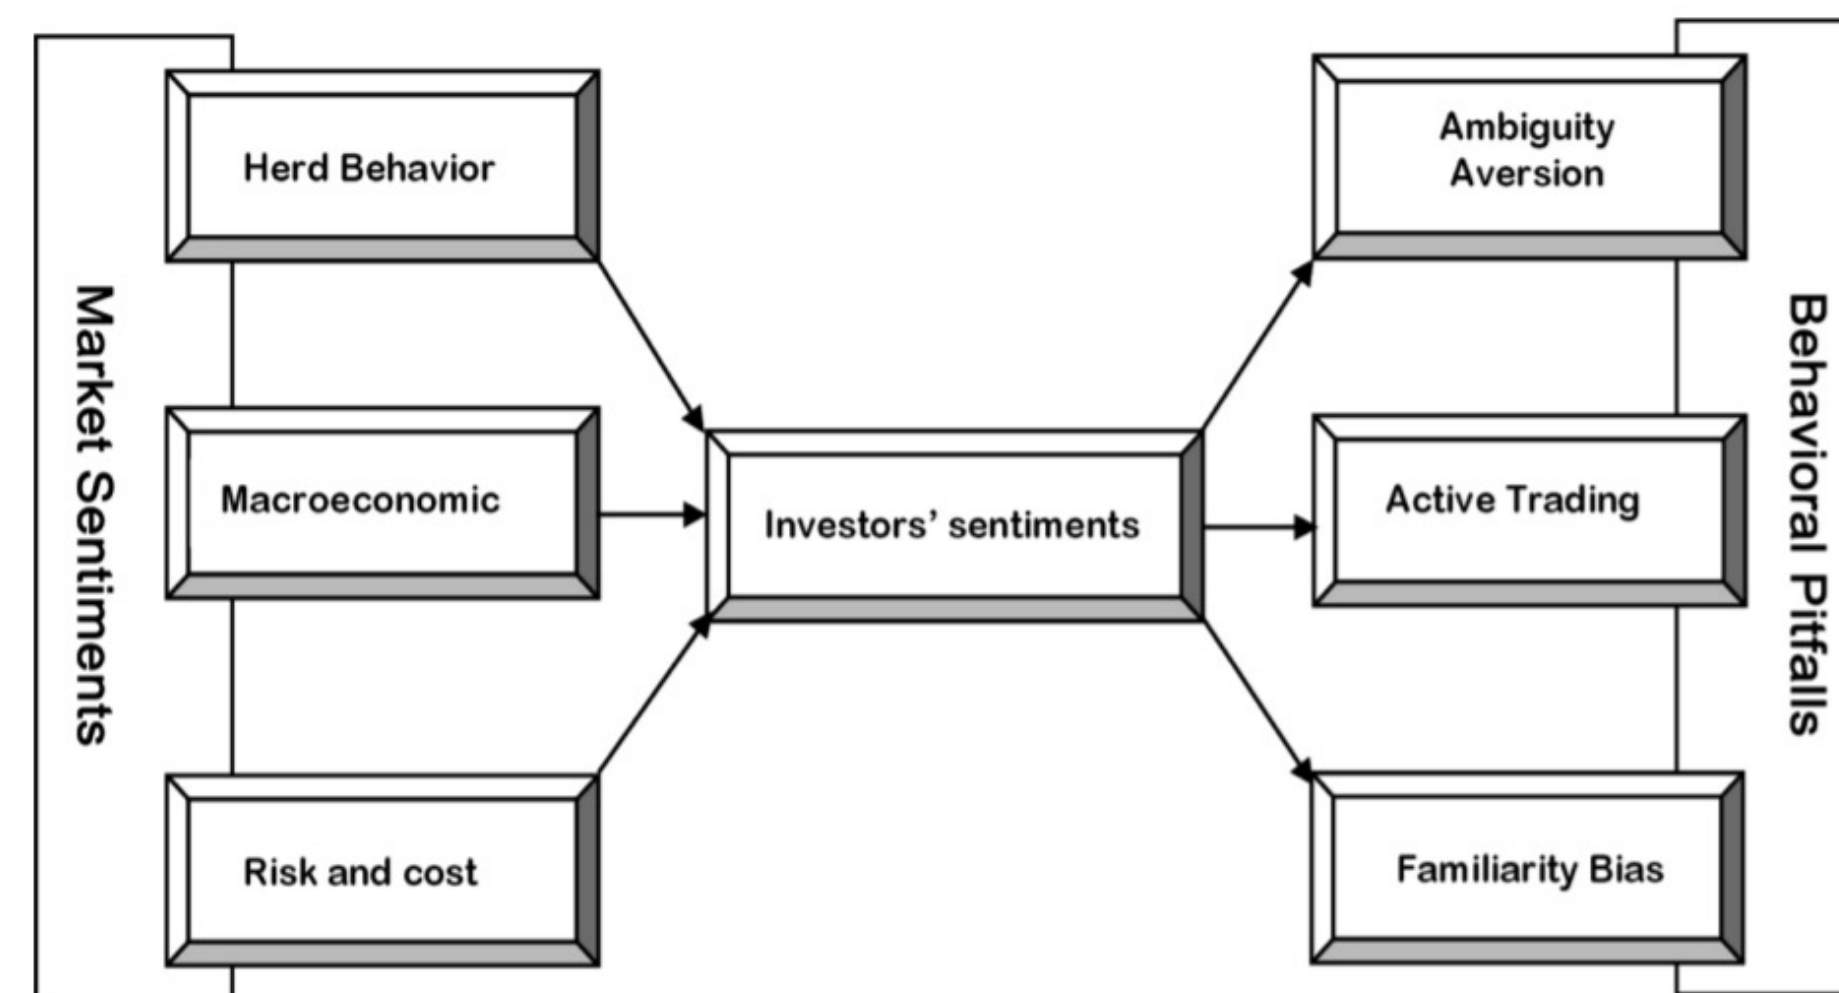 Market Sentiments
Herd Behavior
Macroeconomic
Risk and cost
Investors’ sentiments
Ambiguity
Aversion
Active Trading
Familiarity Bias
Behavioral Pitfalls